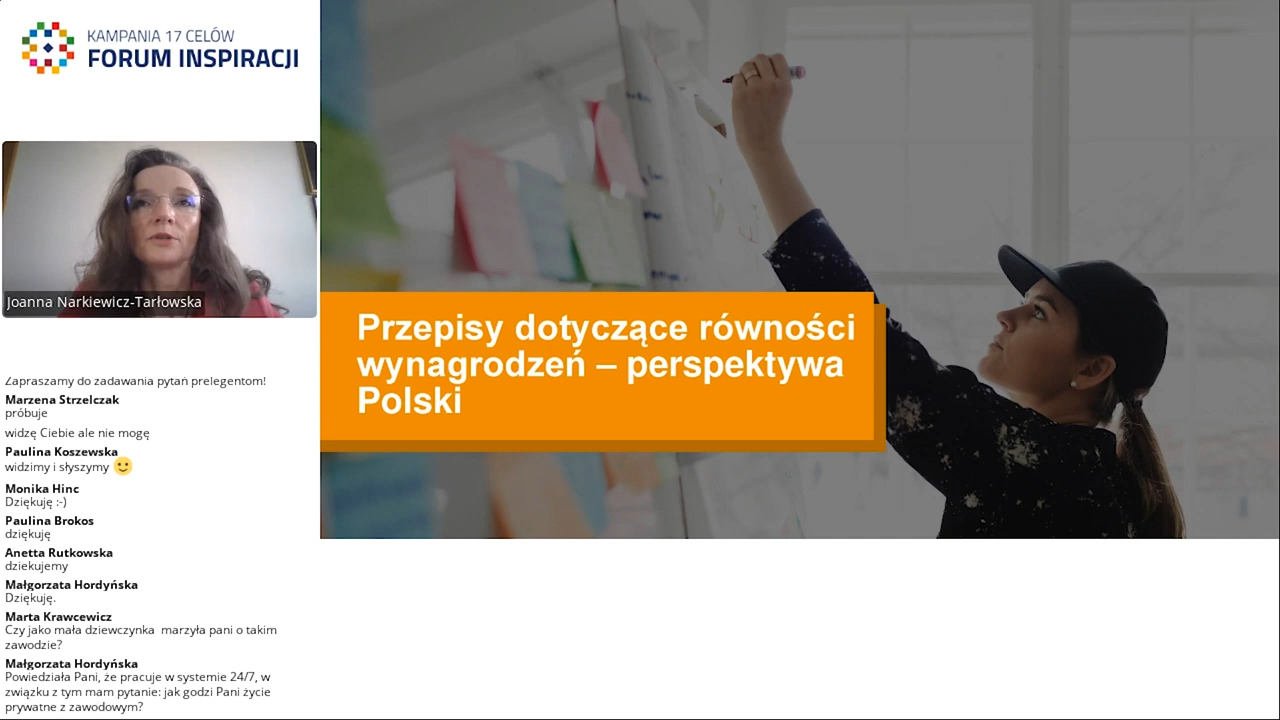 KAMPANIA 17 CELÓW
FORUM INSPIRACJI
Joanna Narkiewicz-Tarłowska
Zapraszamy do zadawania pytań prelegentom!
Marzena Strzelczak
próbuje
widzę Ciebie ale nie mogę
Paulina Koszewska
widzimy i słyszymy 🙂
Monika Hinc
Dziękuję :-)
Paulina Brokos
dziękuję
Anetta Rutkowska
dziekujemy
Małgorzata Hordyńska
Dziękuję.
Marta Krawcewicz
Czy jako mała dziewczynka marzyła pani o takim
zawodzie?
Małgorzata Hordyńska
Powiedziała Pani, że pracuje w systemie 24/7, w
związku z tym mam pytanie: jak godzi Pani życie
prywatne z zawodowym?
Przepisy dotyczące równości
wynagrodzeń – perspektywa
Polski